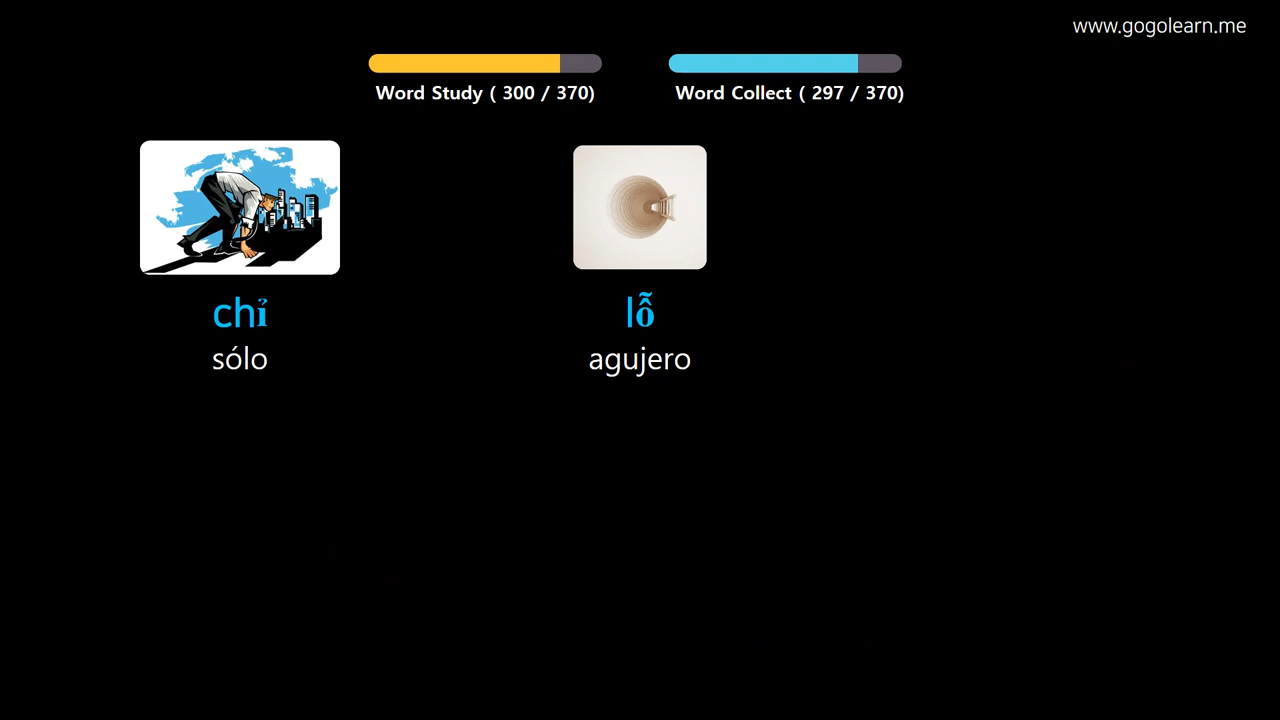 www.gogolearn.me
Word Study ( 300 / 370)
Word Collect ( 297 / 370)
chỉ
lỗ
sólo
agujero